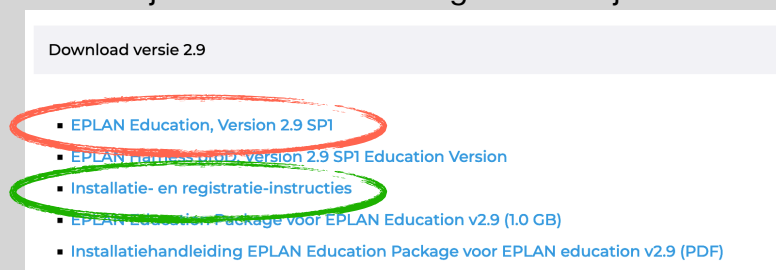 Download versie 2.9
EPLAN Education, Version 2.9 SP1
EPLAN Harness proD, Version 2.9 SP1 Education Version
Installatie- en registratie-instructies
EPLAN Education Package voor EPLAN Education v2.9 (1.0 GB)
Installatiehandleiding EPLAN Education Package voor EPLAN education v2.9 (PDF)